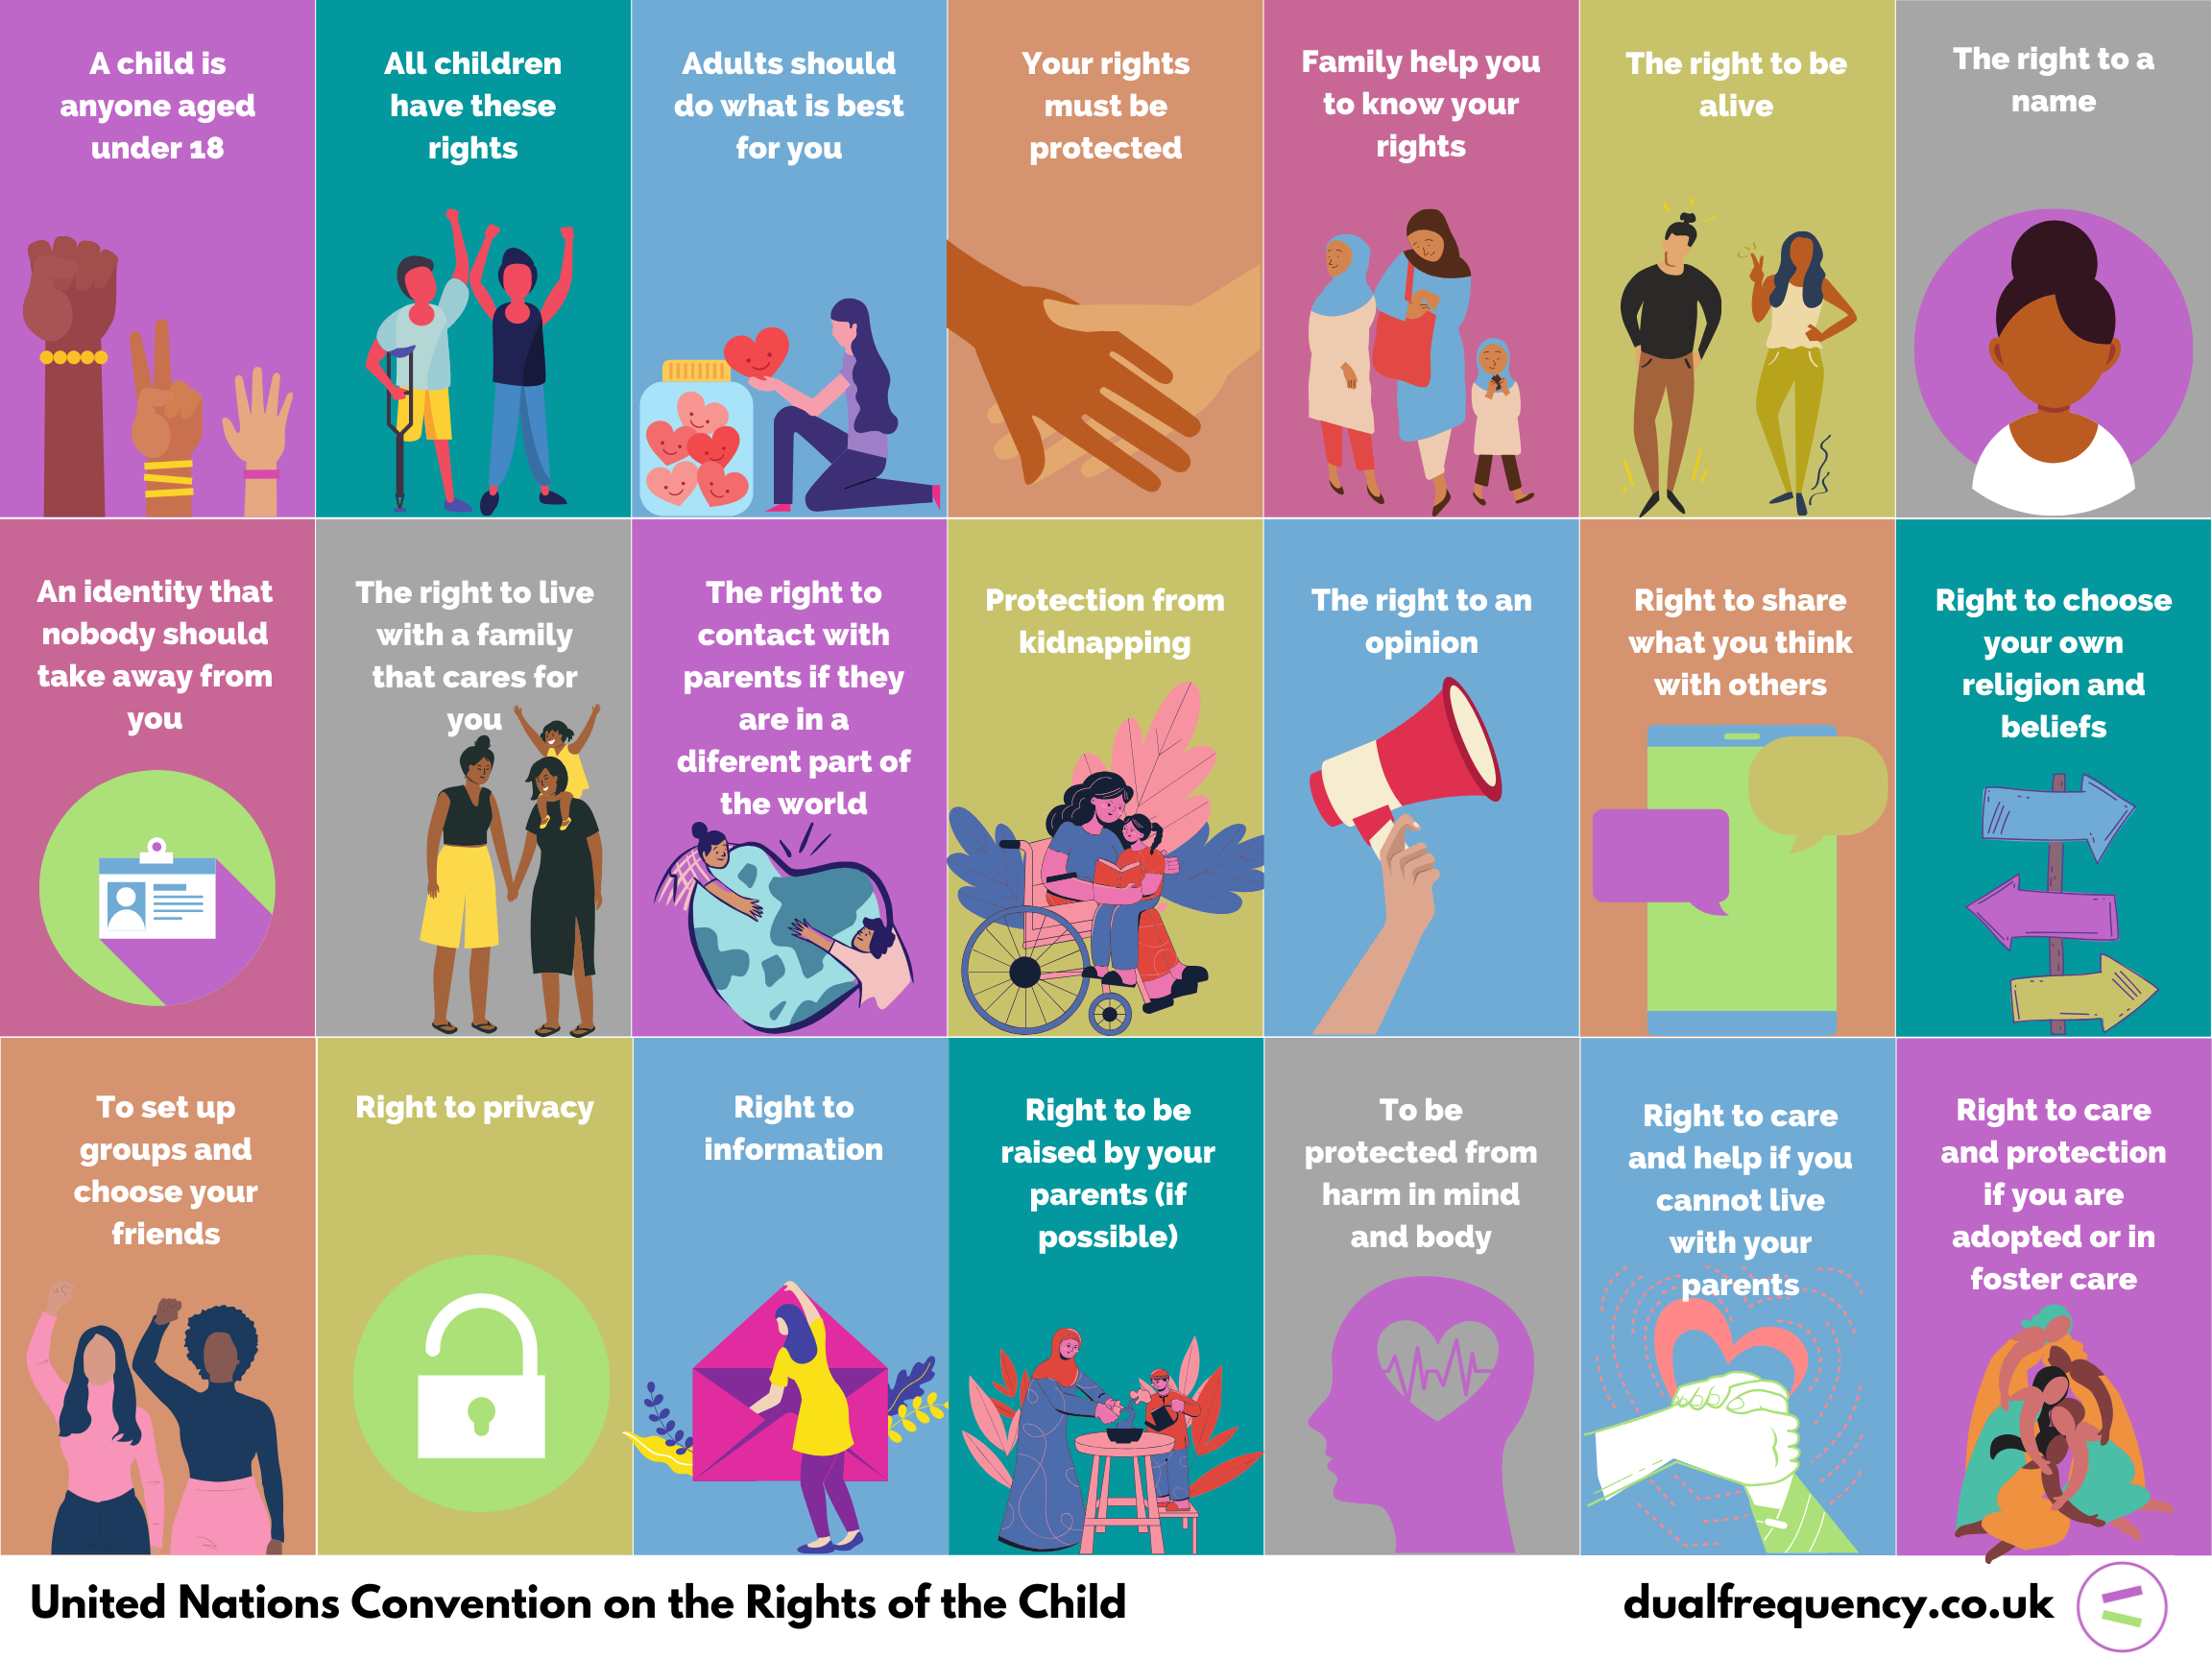 A child is
anyone aged
under 18
All children
have these
rights
Adults should
do what is best
for you
Your rights
must be
protected
Family help you
to know your
rights
The right to be
alive
The right to a
name
An identity that
nobody should
take away from
you
The right to live
with a family
that cares for
you
The right to
contact with
parents if they
are in a
diferent part of
the world
Protection from
kidnapping
The right to an
opinion
Right to share
what you think
with others
Right to choose
your own
religion and
beliefs
To set up
groups and
choose your
friends
Right to privacy
Right to
information
Right to be
raised by your
parents (if
possible)
To be
protected from
harm in mind
and body
Right to care
and help if you
cannot live
with your
parents
Right to care
and protection
if you are
adopted or in
foster care
United Nations Convention on the Rights of the Child
dualfrequency.co.uk